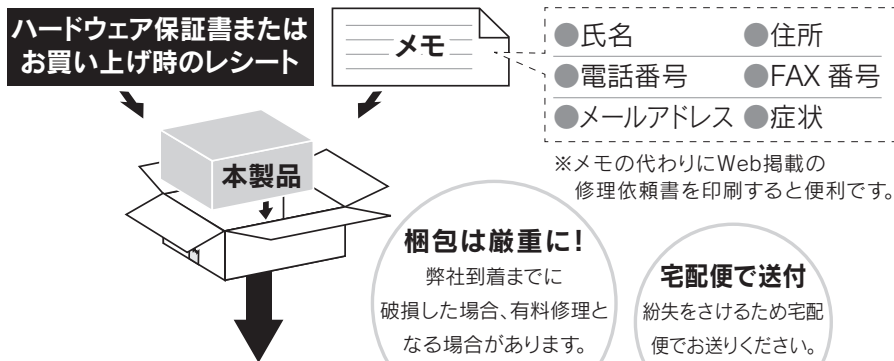 ハードウェア保証書または
お買い上げ時のレシート
メモ
●氏名 ●住所
●電話番号 ●FAX 番号
●メールアドレス ●症状
※メモの代わりにWeb掲載の
修理依頼書を印刷すると便利です。
本製品
梱包は厳重に!
弊社到着までに
破損した場合、有料修理と
なる場合があります。
宅配便で送付
紛失をさけるため宅配
便でお送りください。